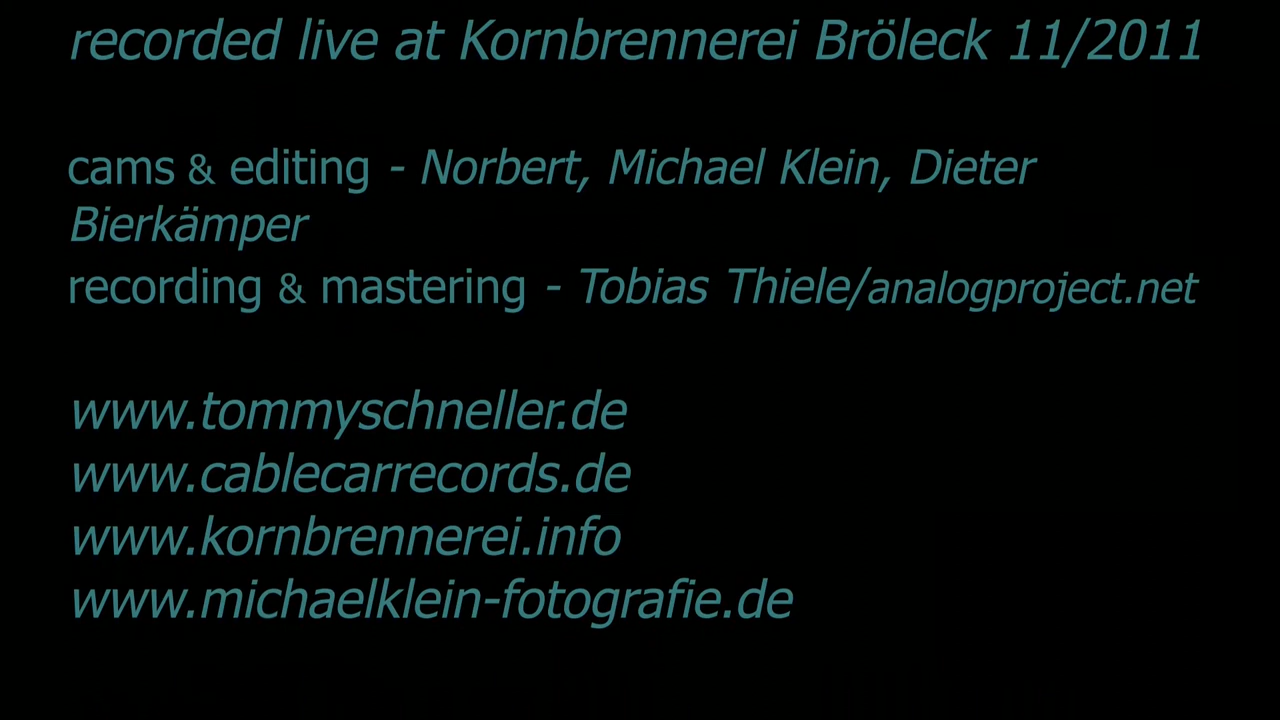 recorded live at Kornbrennerei Bröleck 11/2011
cams & editing - Norbert, Michael Klein, Dieter
Bierkämper
recording & mastering - Tobias Thiele/analogproject.net
www.tommyschneller.de
www.cablecarrecords.de
www.kornbrennerei.info
www.michaelklein-fotografie.de